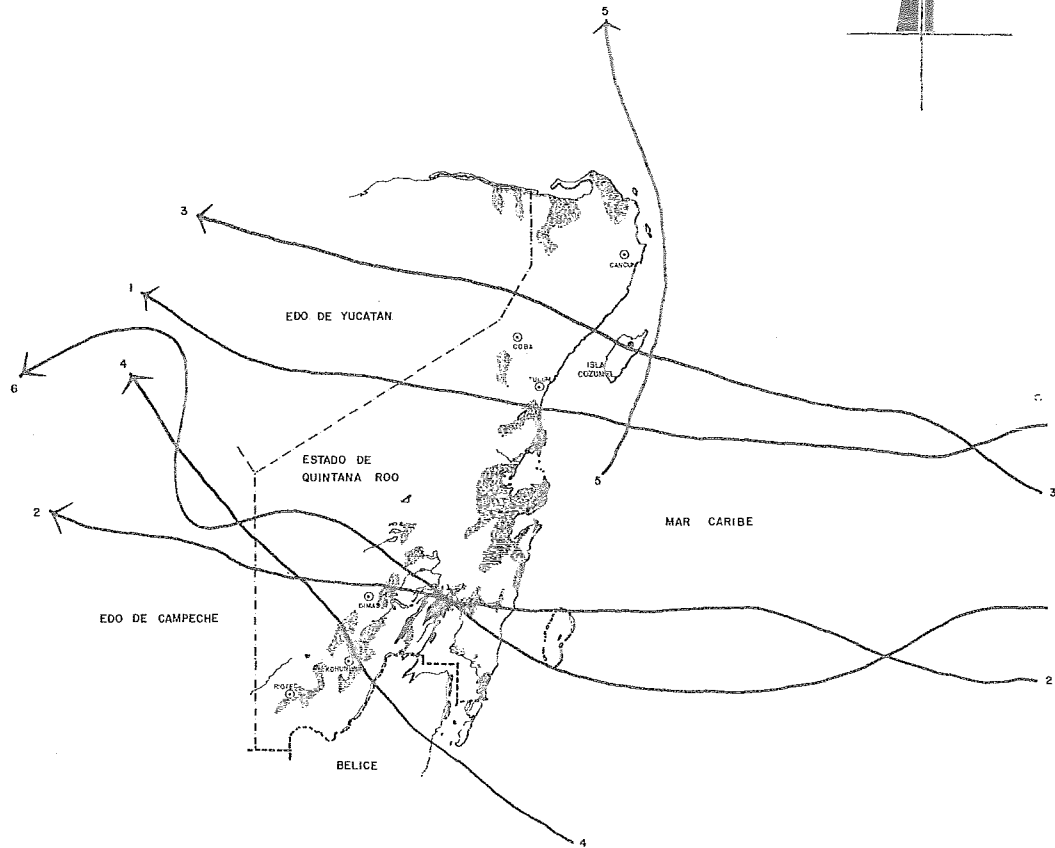 5
3
CANCUN
1
EDO DE YUCATAN
COBA
4
ISLA
COZUMEL
6
TULUM
ESTADO DE
QUINTANA ROO
5
3
2
MAR CARIBE
EDO DE CAMPECHE
2
BELICE
4